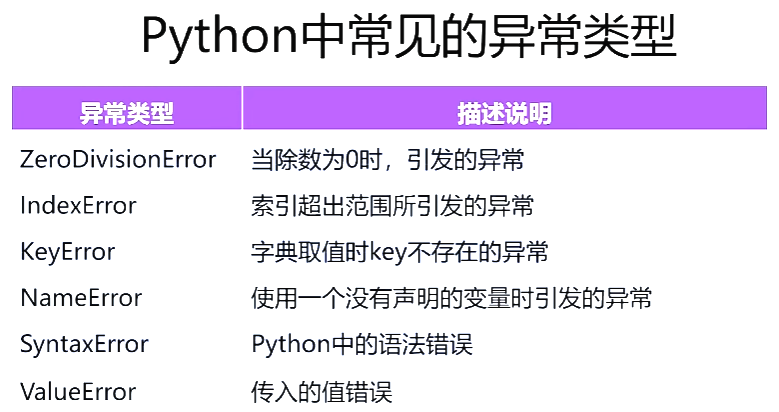 Python中常见的异常类型
异常类型 描述说明
ZeroDivisionError 当除数为0时，引发的异常
IndexError 索引超出范围所引发的异常
KeyError 字典取值时key不存在的异常
NameError 使用一个没有声明的变量时引发的异常
SyntaxError Python中的语法错误
ValueError 传入的值错误